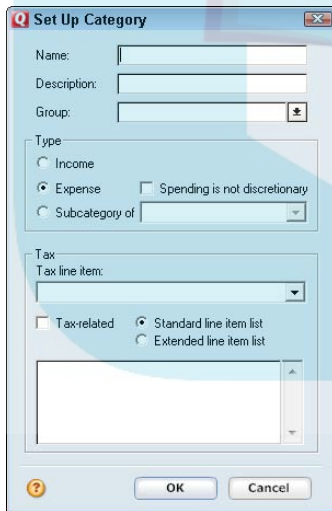 Set Up Category
Name:
Description:
Group:
Type
Income
Expense Spending is not discretionary
Subcategory of
Tax
Tax line item:
Tax-related Standard line item list
Extended line item list
? OK Cancel